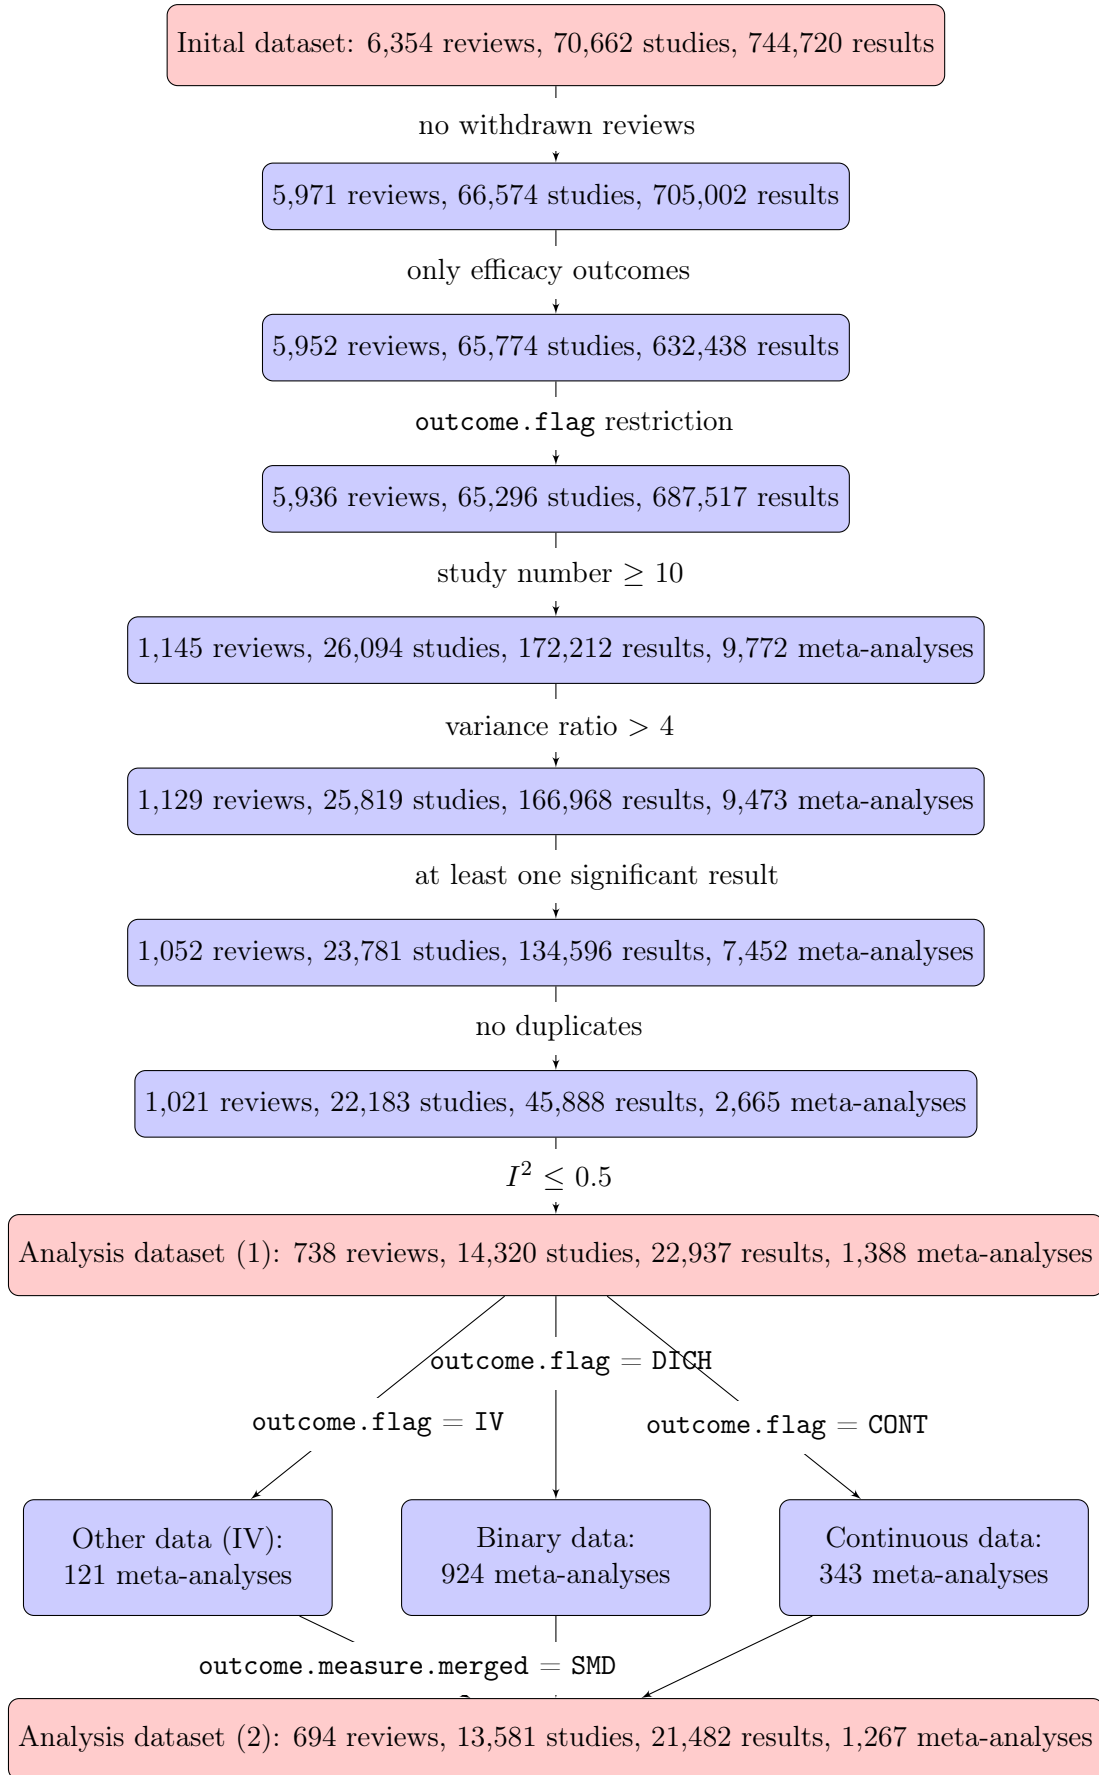 Inital dataset: 6,354 reviews, 70,662 studies, 744,720 results
no withdrawn reviews
5,971 reviews, 66,574 studies, 705,002 results
only efficacy outcomes
5,952 reviews, 65,774 studies, 632,438 results
outcome.flag restriction
5,936 reviews, 65,296 studies, 687,517 results
study number ≥ 10
1,145 reviews, 26,094 studies, 172,212 results, 9,772 meta-analyses
variance ratio > 4
1,129 reviews, 25,819 studies, 166,968 results, 9,473 meta-analyses
at least one significant result
1,052 reviews, 23,781 studies, 134,596 results, 7,452 meta-analyses
no duplicates
1,021 reviews, 22,183 studies, 45,888 results, 2,665 meta-analyses
I² ≤ 0.5
Analysis dataset (1): 738 reviews, 14,320 studies, 22,937 results, 1,388 meta-analyses
outcome.flag = DICH
outcome.flag = IV
outcome.flag = CONT
Other data (IV):
121 meta-analyses
Binary data:
924 meta-analyses
Continuous data:
343 meta-analyses
outcome.measure.merged = SMD
Analysis dataset (2): 694 reviews, 13,581 studies, 21,482 results, 1,267 meta-analyses